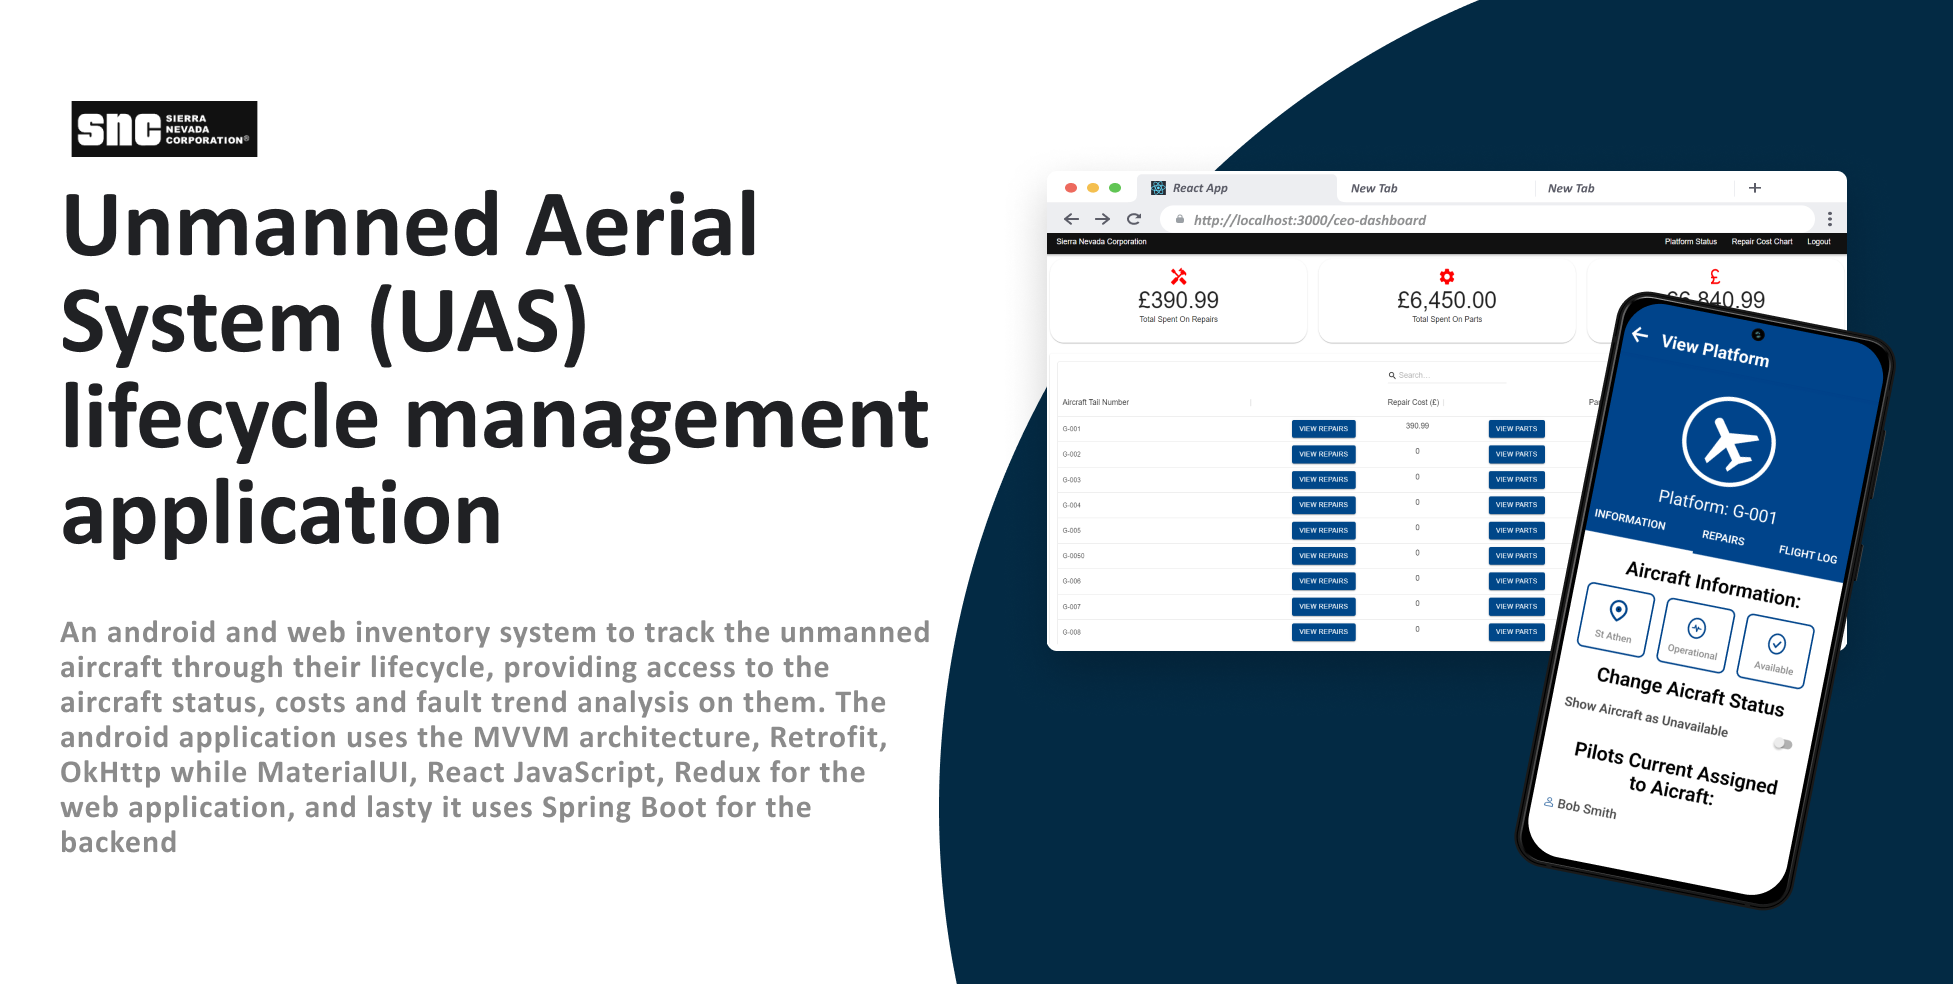 snc SIERRA
NEVADA
CORPORATION®
Unmanned Aerial
System (UAS)
lifecycle management
application
An android and web inventory system to track the unmanned
aircraft through their lifecycle, providing access to the
aircraft status, costs and fault trend analysis on them. The
android application uses the MVVM architecture, Retrofit,
OkHttp while MaterialUI, React JavaScript, Redux for the
web application, and lasty it uses Spring Boot for the
backend
React App New Tab New Tab
http://localhost:3000/ceo-dashboard
Sierra Nevada Corporation Platform Status Repair Cost Chart Logout
£
£390.99 £6,450.00 £6,840.99
Total Spent On Repairs Total Spent On Parts
Search...
Aircraft Tail Number Repair Cost (£)
G-001 VIEW REPAIRS 390.99 VIEW PARTS
G-002 VIEW REPAIRS 0 VIEW PARTS
G-003 VIEW REPAIRS 0 VIEW PARTS
G-004 VIEW REPAIRS 0 VIEW PARTS
G-005 VIEW REPAIRS 0 VIEW PARTS
G-0050 VIEW REPAIRS 0 VIEW PARTS
G-006 VIEW REPAIRS 0 VIEW PARTS
G-007 VIEW REPAIRS 0 VIEW PARTS
G-008 VIEW REPAIRS 0 VIEW PARTS
View Platform
Platform: G-001
INFORMATION REPAIRS FLIGHT LOG
Aircraft Information:
St Athen Operational Available
Change Aicraft Status
Show Aircraft as Unavailable
Pilots Current Assigned
to Aicraft:
Bob Smith